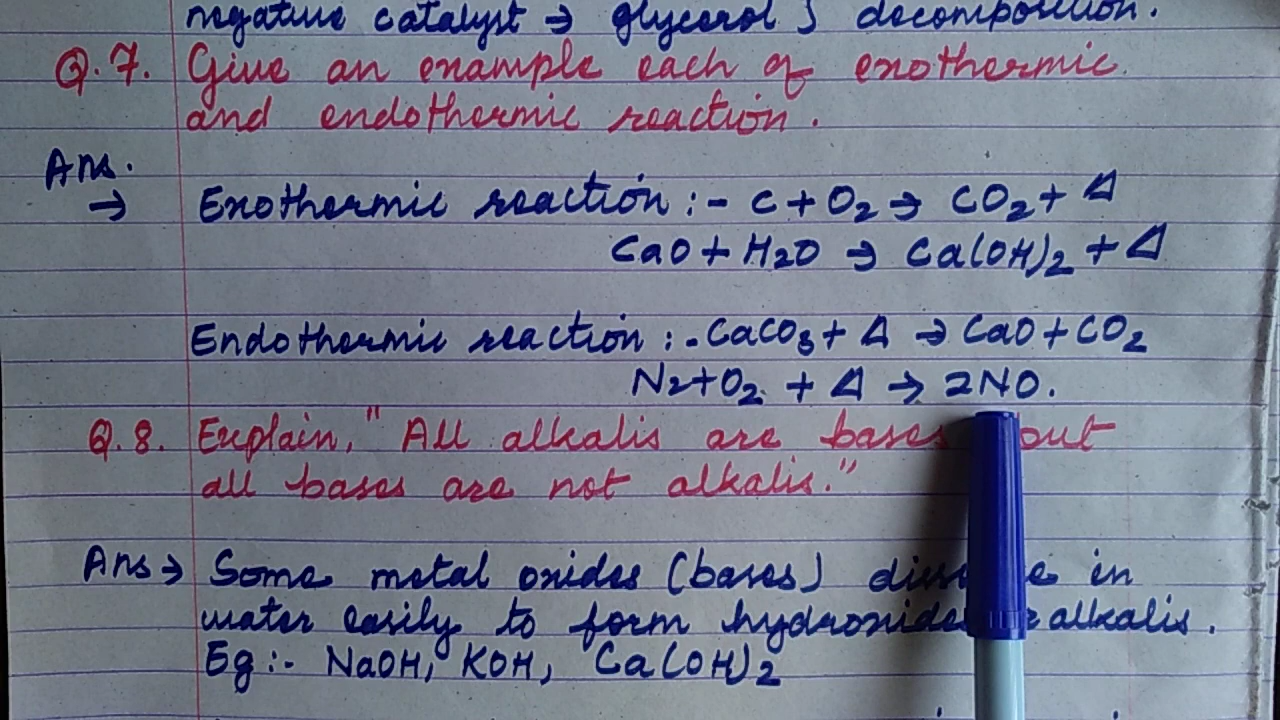 negative catalyst → glycerol } decomposition.
Q.7. Give an example each of exothermic
and endothermic reaction.
Ans.
→ Exothermic reaction :- C + O2 → CO2 + Δ
CaO + H2O → Ca(OH)2 + Δ
Endothermic reaction :- CaCO3 + Δ → CaO + CO2
N2 + O2 + Δ → 2NO.
Q.8. Explain, "All alkalis are bases but
all bases are not alkalis."
Ans → Some metal oxides (bases) in
water easily to form hydroxides alkalis.
Eg :- NaOH, KOH, Ca(OH)2